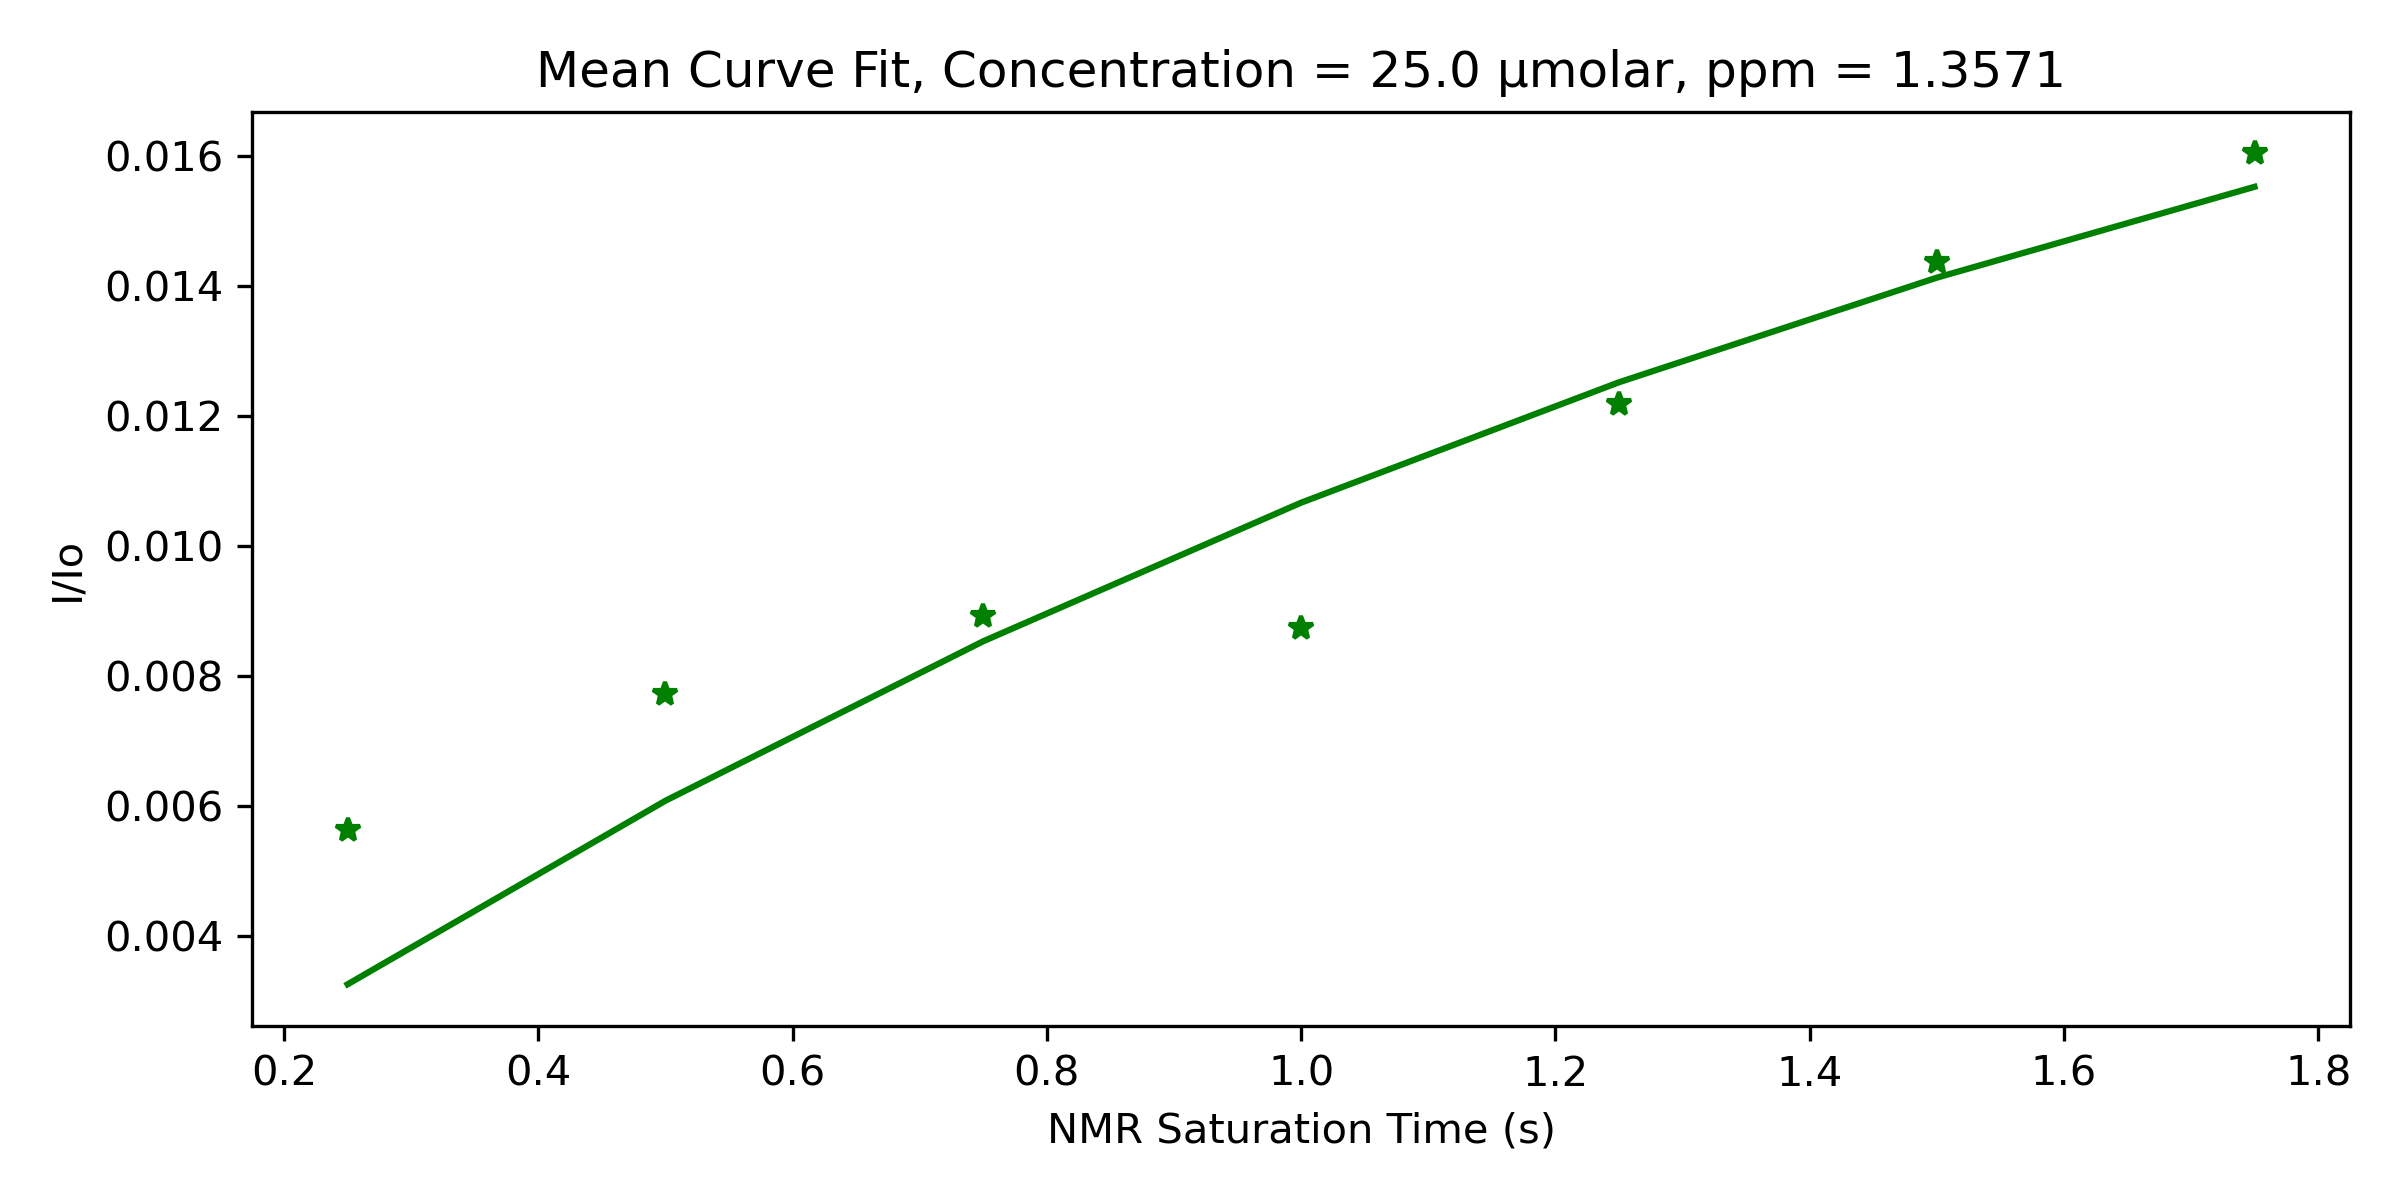 Mean Curve Fit, Concentration = 25.0 µmolar, ppm = 1.3571
0.016
0.014
0.012
0.010
0.008
0.006
0.004
I/Io
0.2 0.4 0.6 0.8 1.0 1.2 1.4 1.6 1.8
NMR Saturation Time (s)